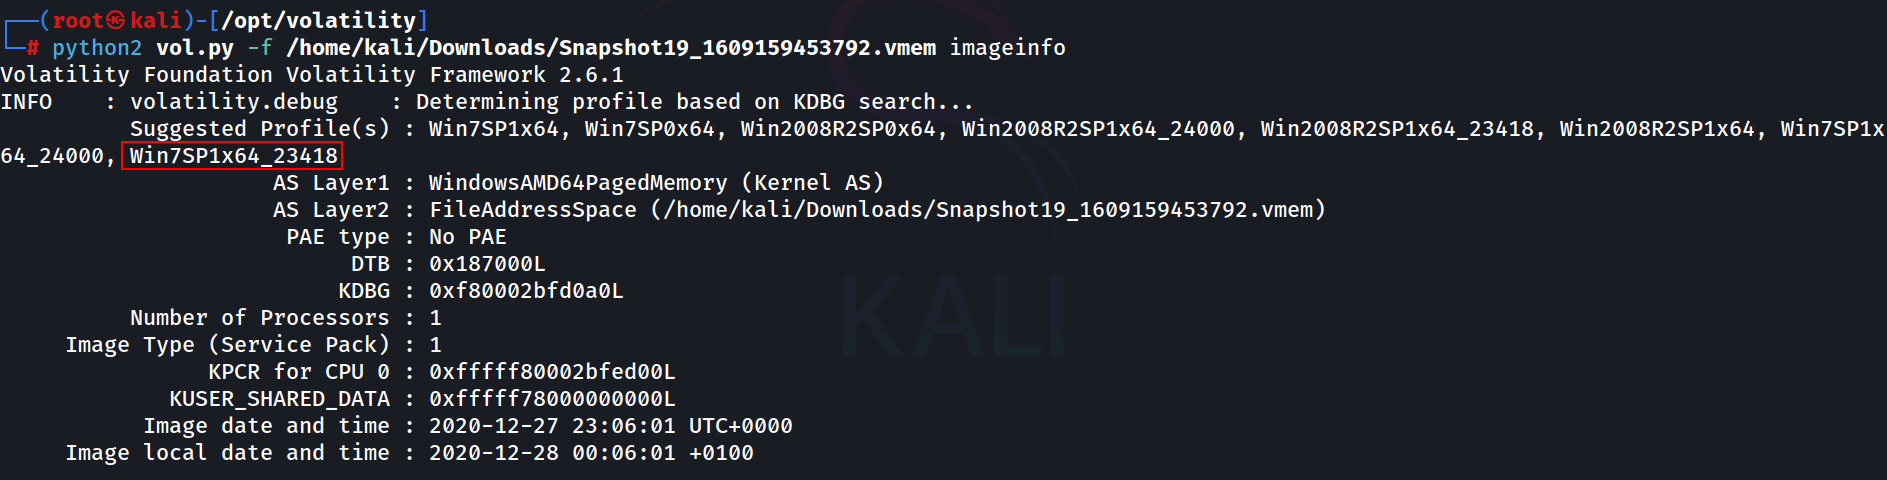 ┌──(root㉿kali)-[/opt/volatility]
└─# python2 vol.py -f /home/kali/Downloads/Snapshot19_1609159453792.vmem imageinfo
Volatility Foundation Volatility Framework 2.6.1
INFO    : volatility.debug    : Determining profile based on KDBG search...
          Suggested Profile(s) : Win7SP1x64, Win7SP0x64, Win2008R2SP0x64, Win2008R2SP1x64_24000, Win2008R2SP1x64_23418, Win2008R2SP1x64, Win7SP1x
64_24000, Win7SP1x64_23418
                     AS Layer1 : WindowsAMD64PagedMemory (Kernel AS)
                     AS Layer2 : FileAddressSpace (/home/kali/Downloads/Snapshot19_1609159453792.vmem)
                      PAE type : No PAE
                           DTB : 0x187000L
                          KDBG : 0xf80002bfd0a0L
          Number of Processors : 1
     Image Type (Service Pack) : 1
                KPCR for CPU 0 : 0xfffff80002bfed00L
             KUSER_SHARED_DATA : 0xfffff78000000000L
           Image date and time : 2020-12-27 23:06:01 UTC+0000
     Image local date and time : 2020-12-28 00:06:01 +0100
KALI